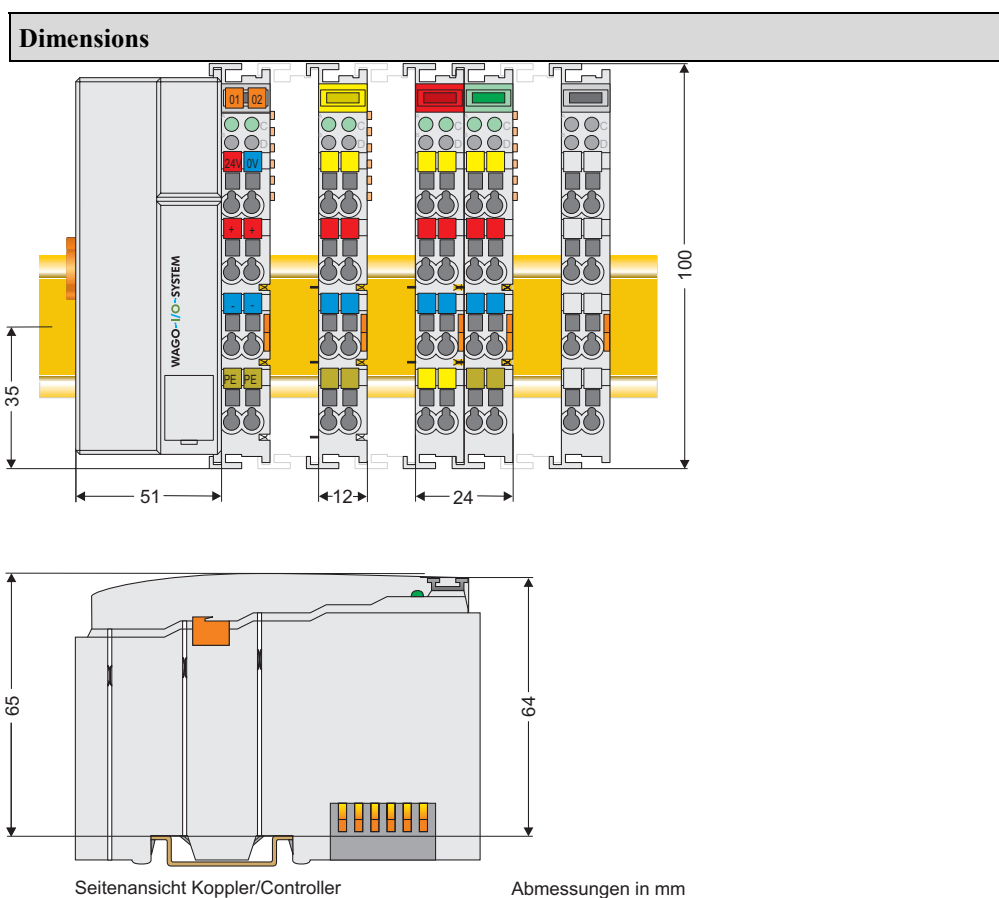 Dimensions
01 02
C
D
C
D
C
D
24V 0V
+ +
- -
PE PE
WAGO-I/O-SYSTEM
100
35
51
12
24
65
64
Seitenansicht Koppler/Controller
Abmessungen in mm